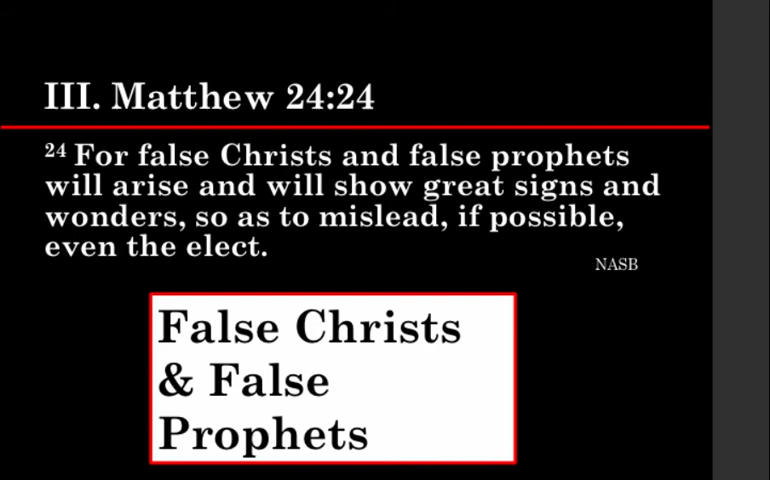 III. Matthew 24:24
24 For false Christs and false prophets
will arise and will show great signs and
wonders, so as to mislead, if possible,
even the elect.
NASB
False Christs
& False
Prophets